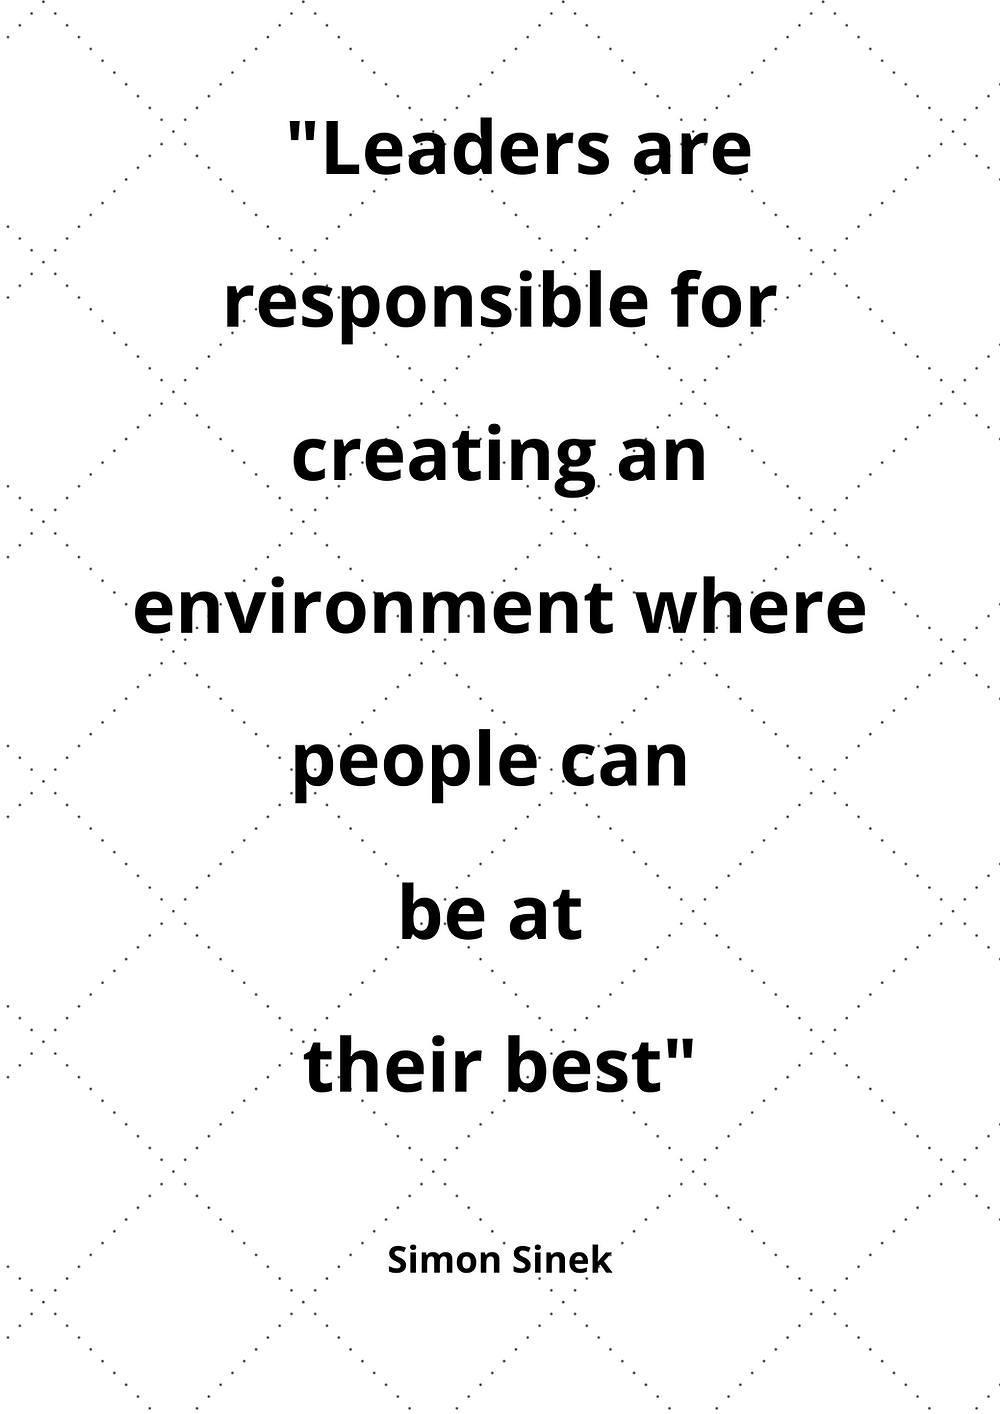 "Leaders are
responsible for
creating an
environment where
people can
be at
their best"
Simon Sinek